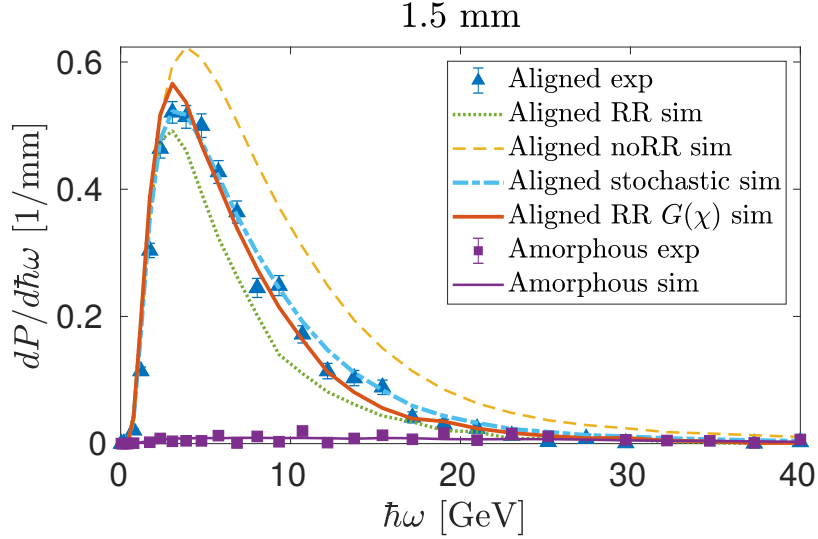 1.5 mm
0.6
0.4
0.2
0
dP/dℏω [1/mm]
Aligned exp
Aligned RR sim
Aligned noRR sim
Aligned stochastic sim
Aligned RR G(χ) sim
Amorphous exp
Amorphous sim
0 10 20 30 40
ℏω [GeV]